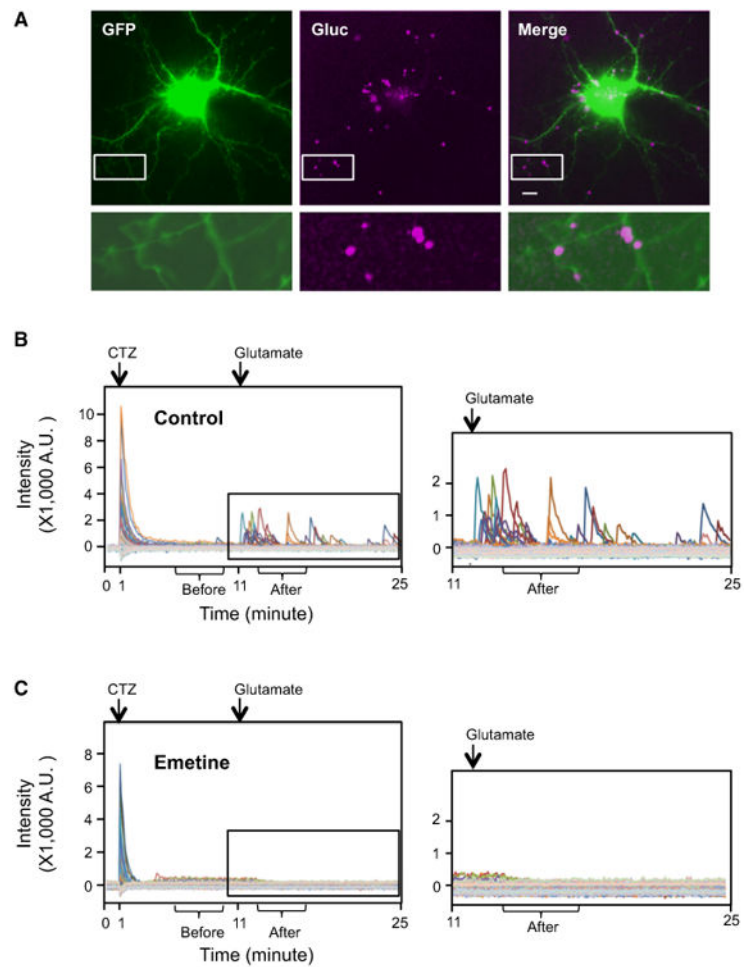 A
GFP
Gluc
Merge
B
CTZ
Glutamate
Control
Intensity
(X1,000 A.U.)
10
8
6
4
2
0
0 1 11 25
Before
After
Time (minute)
Glutamate
2
1
0
11 25
After
C
CTZ
Glutamate
Emetine
Intensity
(X1,000 A.U.)
8
6
4
2
0
0 1 11 25
Before
After
Time (minute)
Glutamate
2
1
0
11 25
After